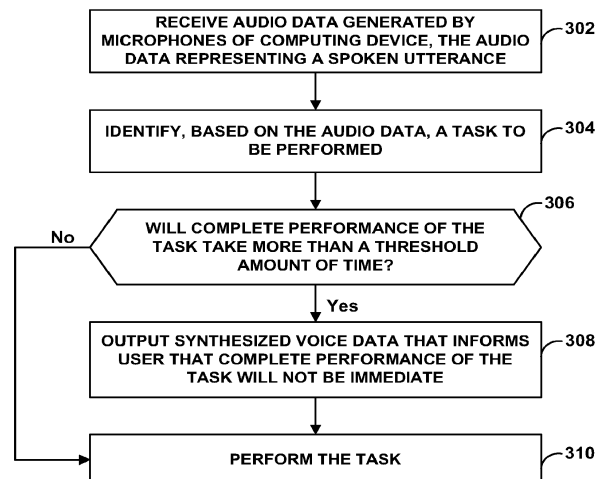 RECEIVE AUDIO DATA GENERATED BY
MICROPHONES OF COMPUTING DEVICE, THE AUDIO
DATA REPRESENTING A SPOKEN UTTERANCE
302
IDENTIFY, BASED ON THE AUDIO DATA, A TASK TO
BE PERFORMED
304
306
WILL COMPLETE PERFORMANCE OF THE
TASK TAKE MORE THAN A THRESHOLD
AMOUNT OF TIME?
No
Yes
OUTPUT SYNTHESIZED VOICE DATA THAT INFORMS
USER THAT COMPLETE PERFORMANCE OF THE
TASK WILL NOT BE IMMEDIATE
308
PERFORM THE TASK
310